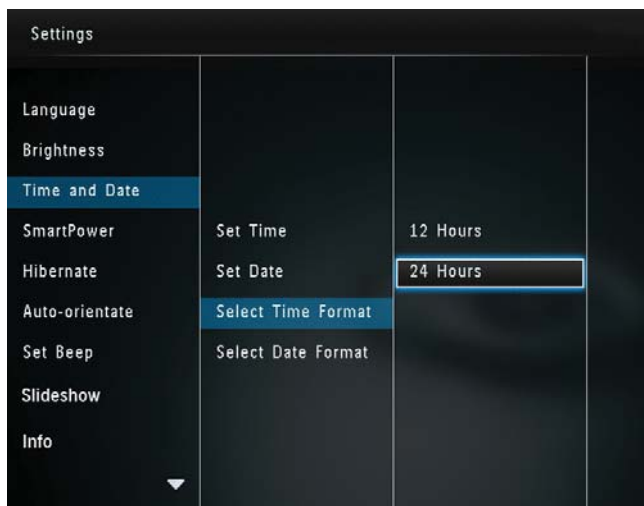 Settings
Language
Brightness
Time and Date
SmartPower
Hibernate
Auto-orientate
Set Beep
Slideshow
Info
Set Time
Set Date
Select Time Format
Select Date Format
12 Hours
24 Hours